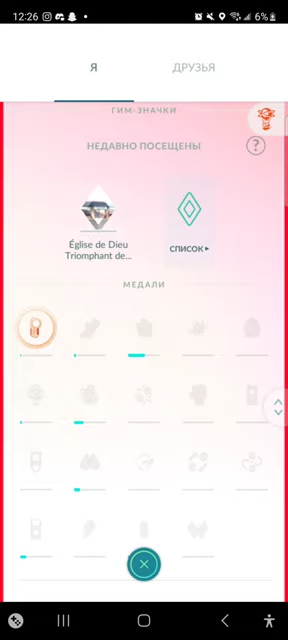 12:26
6%
Я
ДРУЗЬЯ
ГИМ-ЗНАЧКИ
НЕДАВНО ПОСЕЩЕНЫ
?
Église de Dieu
Triomphant de...
СПИСОК
МЕДАЛИ